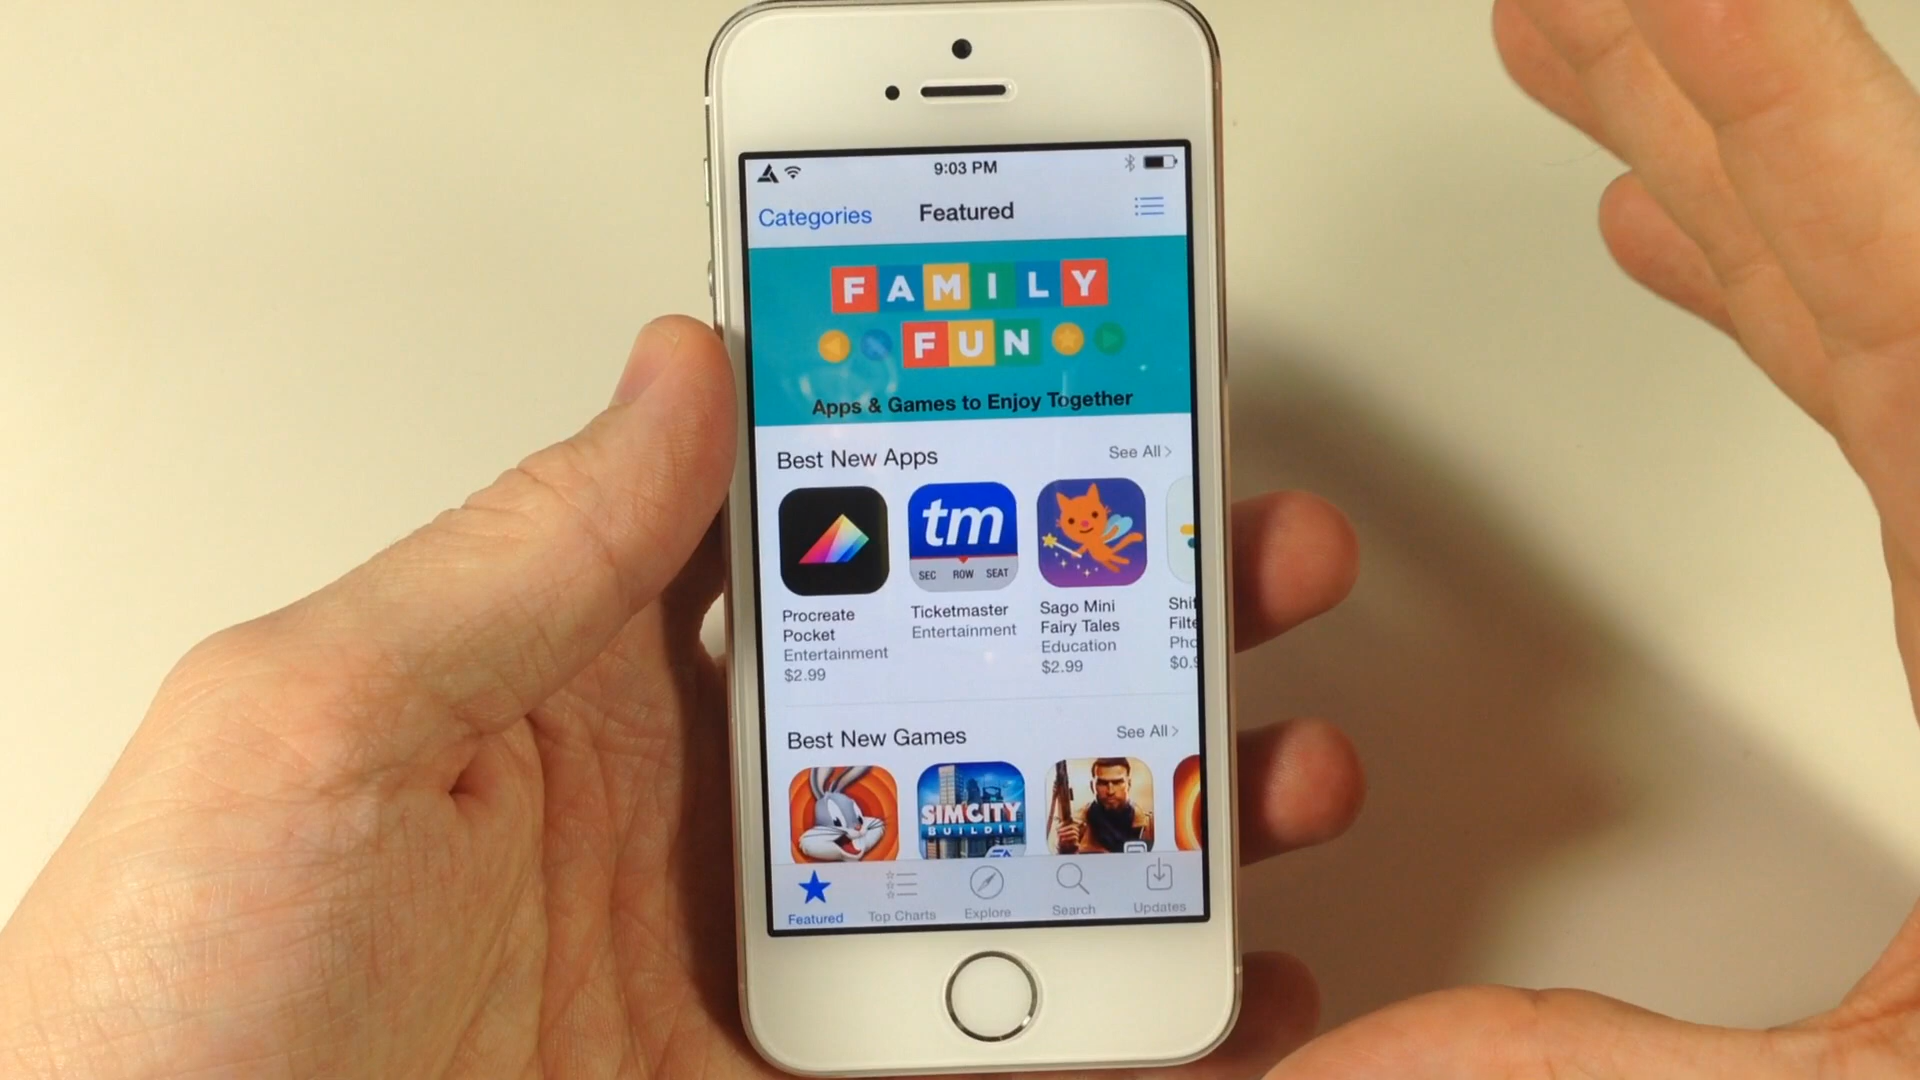 9:03 PM
Categories
Featured
FAMILY
FUN
Apps & Games to Enjoy Together
Best New Apps
See All >
tm
SEC ROW SEAT
Procreate
Pocket
Entertainment
$2.99
Ticketmaster
Entertainment
Sago Mini
Fairy Tales
Education
$2.99
Best New Games
See All >
SIMCITY
BUILDIT
EA
Featured
Top Charts
Explore
Search
Updates